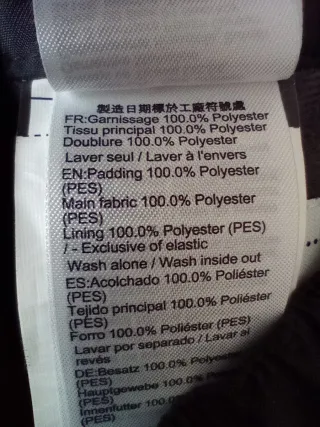 製造日期標於工廠符號處
FR:Garnissage 100.0% Polyester
Tissu principal 100.0% Polyester
Doublure 100.0% Polyester
Laver seul / Laver à l'envers
EN:Padding 100.0% Polyester
(PES)
Main fabric 100.0% Polyester
(PES)
Lining 100.0% Polyester (PES)
/ - Exclusive of elastic
Wash alone / Wash inside out
ES:Acolchado 100.0% Poliéster
(PES)
Tejido principal 100.0% Poliéster
(PES)
Forro 100.0% Poliéster (PES)
Lavar por separado / Lavar al
revés
DE:Besatz 100.0% Polyester
(PES)
Hauptgewebe 100.0%
(PES)
Innenfutter